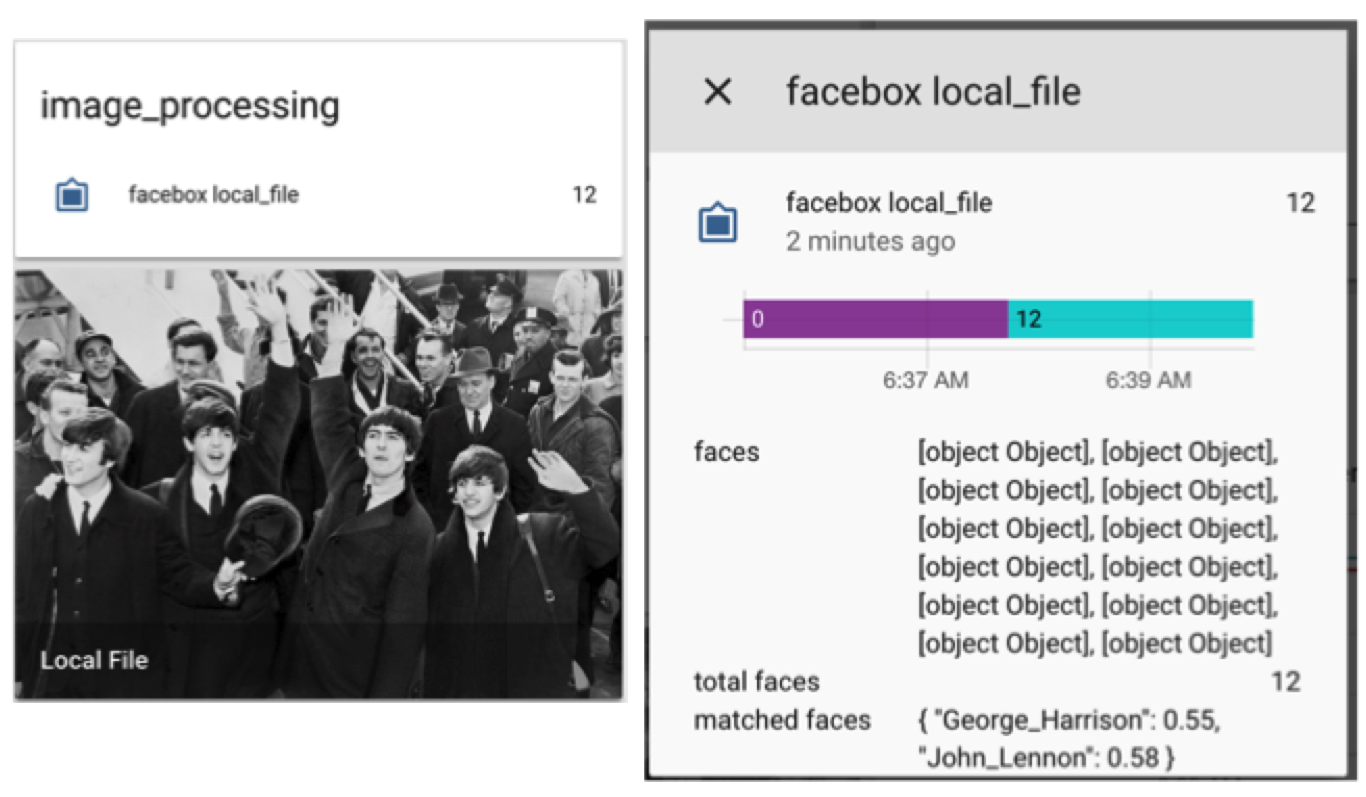 image_processing
facebox local_file 12
Local File
facebox local_file
facebox local_file 12
2 minutes ago
0 12
6:37 AM 6:39 AM
faces [object Object], [object Object],
[object Object], [object Object],
[object Object], [object Object],
[object Object], [object Object],
[object Object], [object Object],
[object Object], [object Object]
total faces 12
matched faces { "George_Harrison": 0.55,
"John_Lennon": 0.58 }